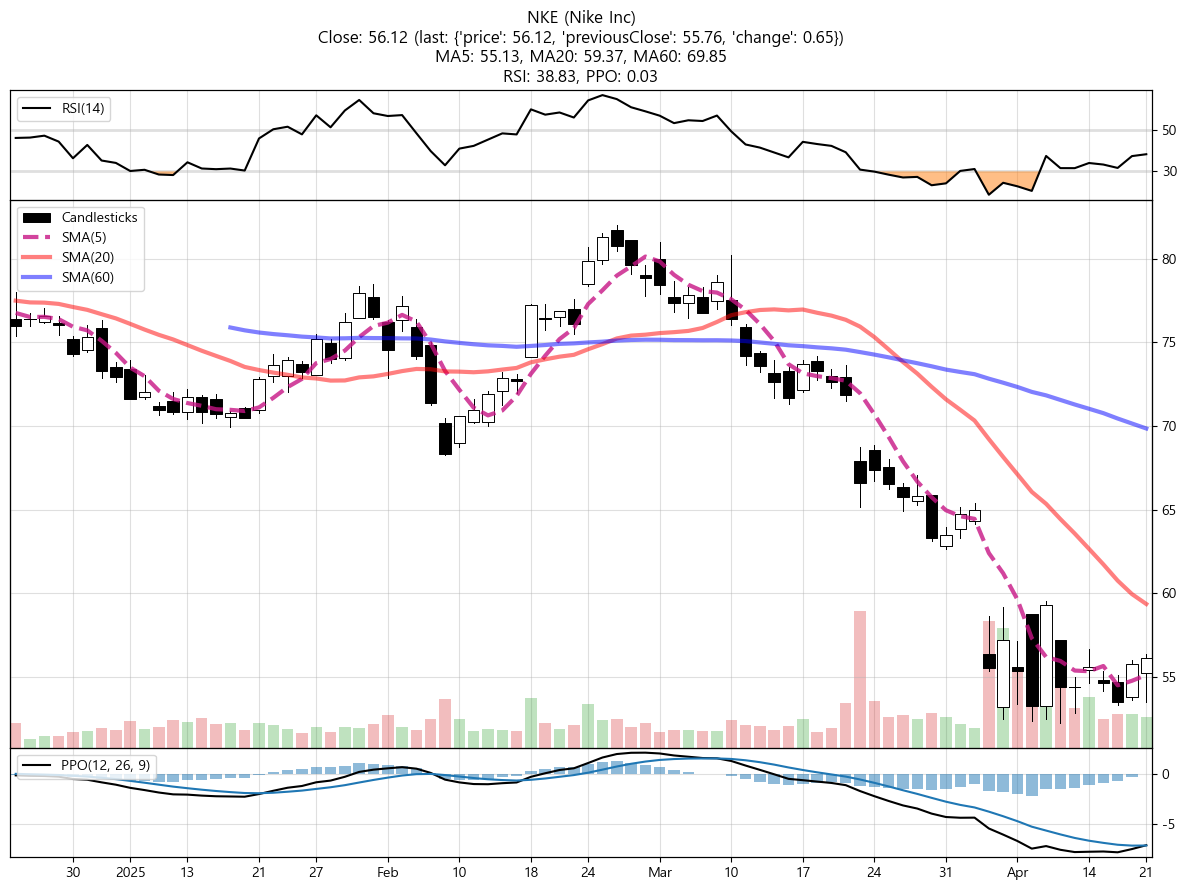 NKE (Nike Inc)
Close: 56.12 (last: {'price': 56.12, 'previousClose': 55.76, 'change': 0.65})
MA5: 55.13, MA20: 59.37, MA60: 69.85
RSI: 38.83, PPO: 0.03
RSI(14)
50
30
Candlesticks
SMA(5)
SMA(20)
SMA(60)
80
75
70
65
60
55
PPO(12, 26, 9)
0
-5
30 2025 13 21 27 Feb 10 18 24 Mar 10 17 24 31 Apr 14 21